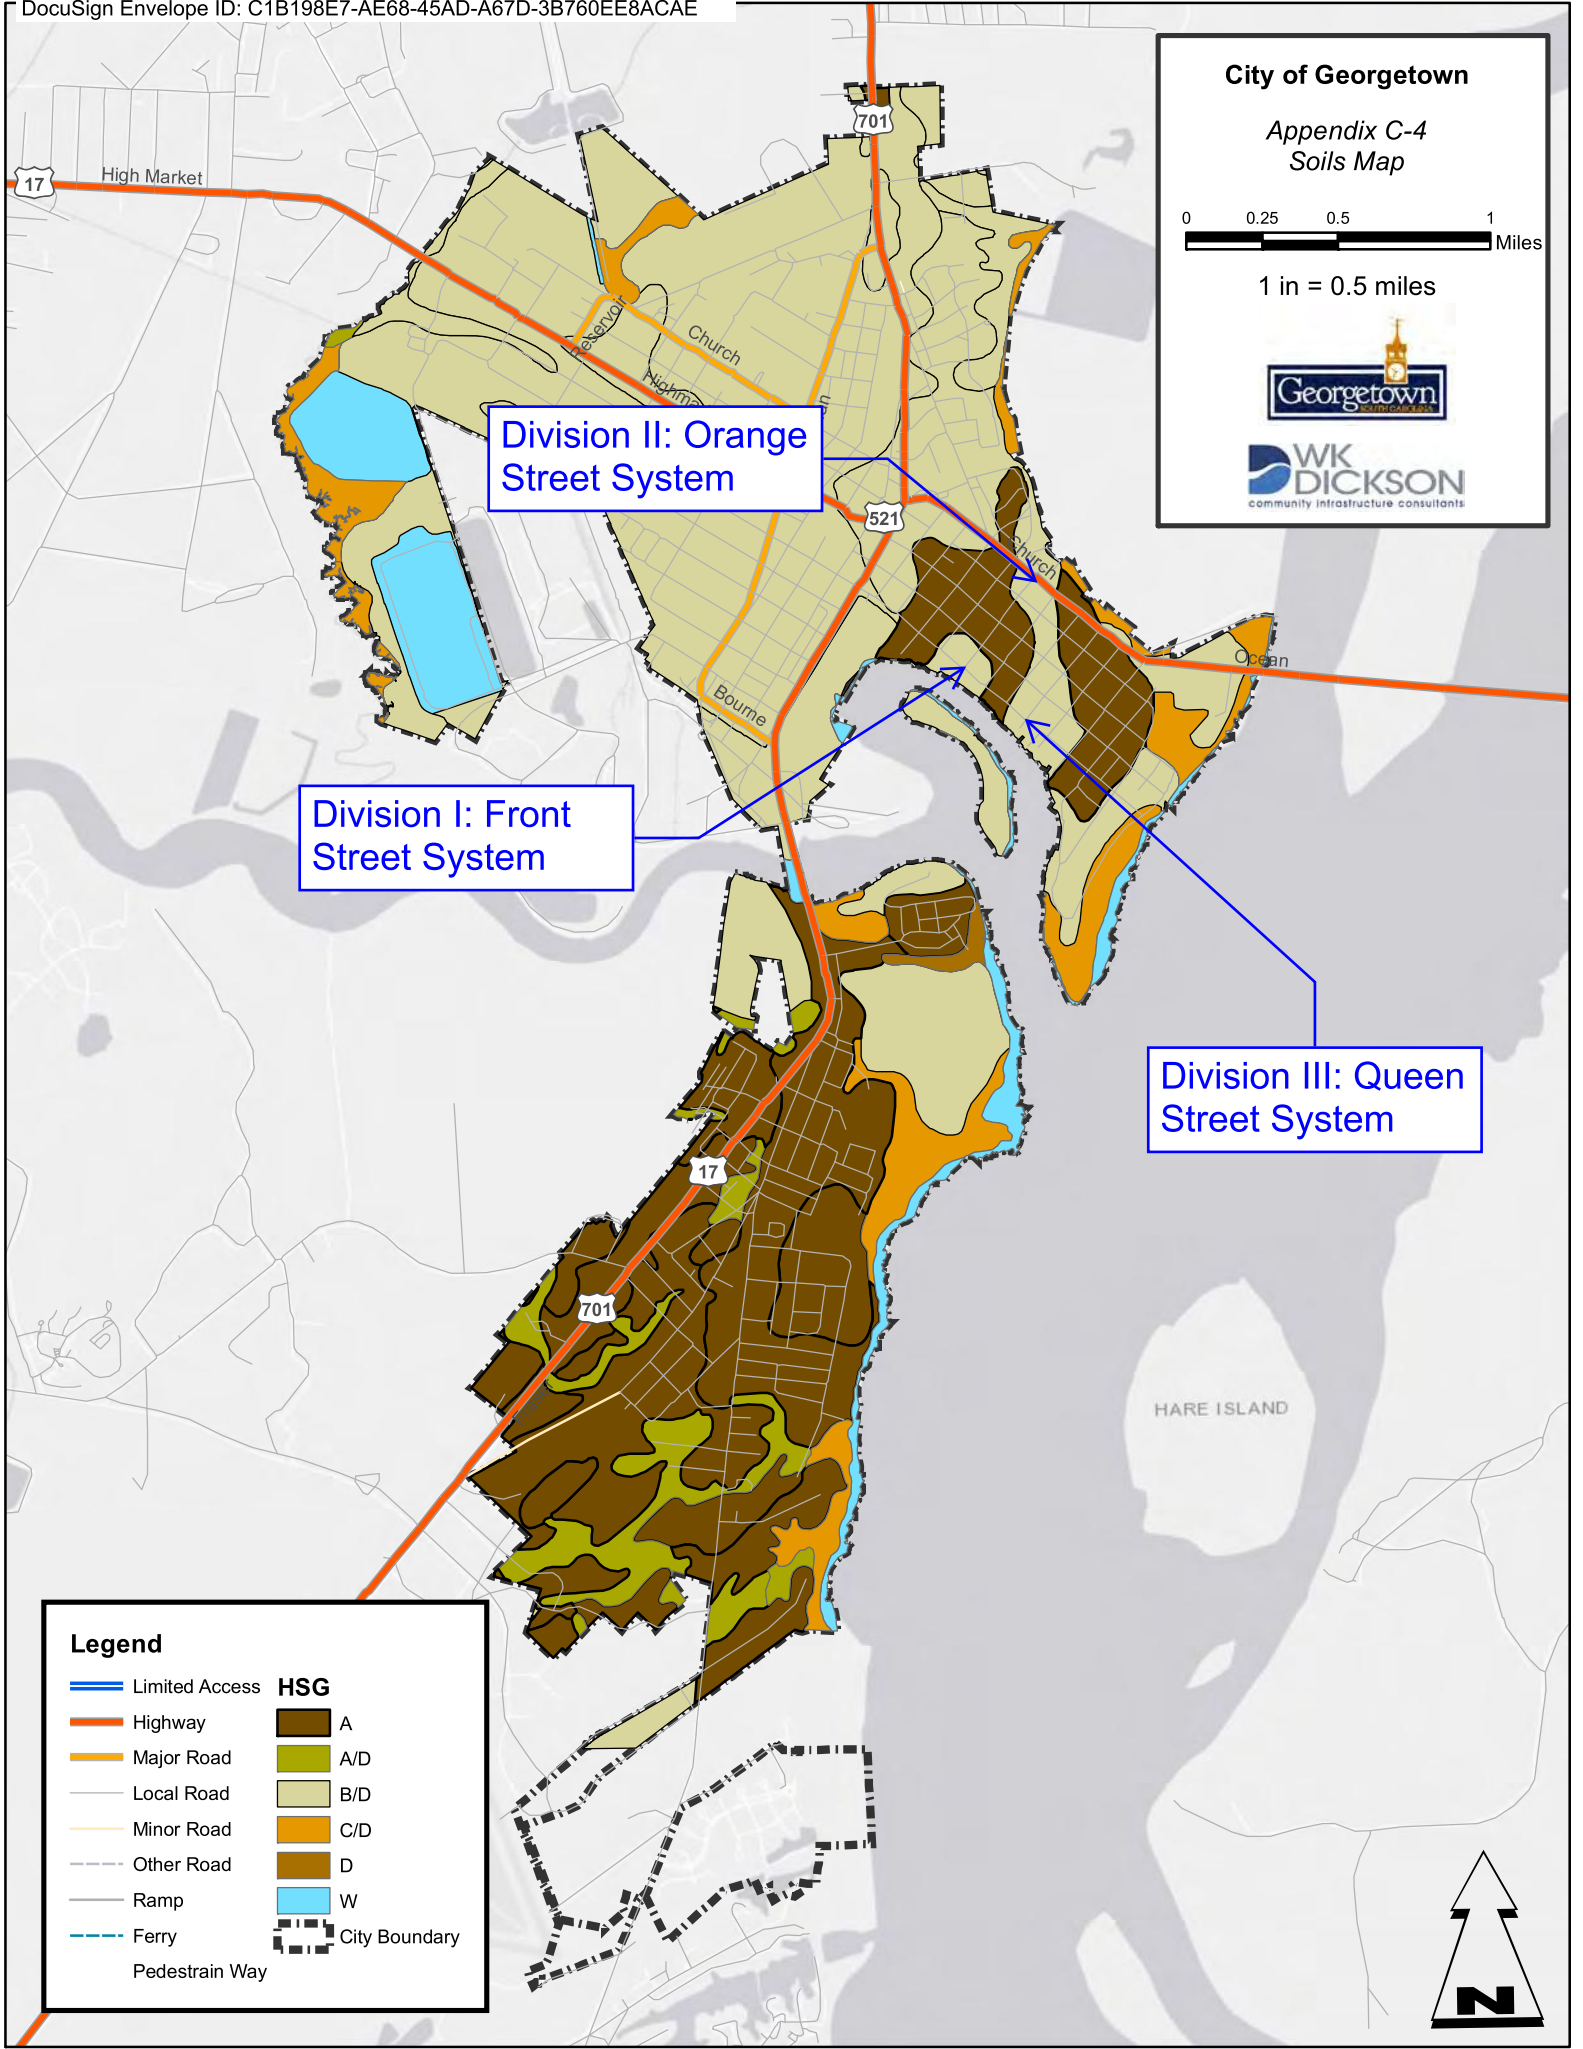 DocuSign Envelope ID: C1B198E7-AE68-45AD-A67D-3B760EE8ACAE
City of Georgetown
Appendix C-4
Soils Map
0 0.25 0.5 1
Miles
1 in = 0.5 miles
Georgetown
SOUTH CAROLINA
WK
DICKSON
community infrastructure consultants
701
17
High Market
Reservoir
Church
Highma
an
Division II: Orange
Street System
521
Church
Ocean
Bourne
Division I: Front
Street System
Division III: Queen
Street System
17
701
HARE ISLAND
Legend
Limited Access
Highway
Major Road
Local Road
Minor Road
Other Road
Ramp
Ferry
Pedestrain Way
HSG
A
A/D
B/D
C/D
D
W
City Boundary
N